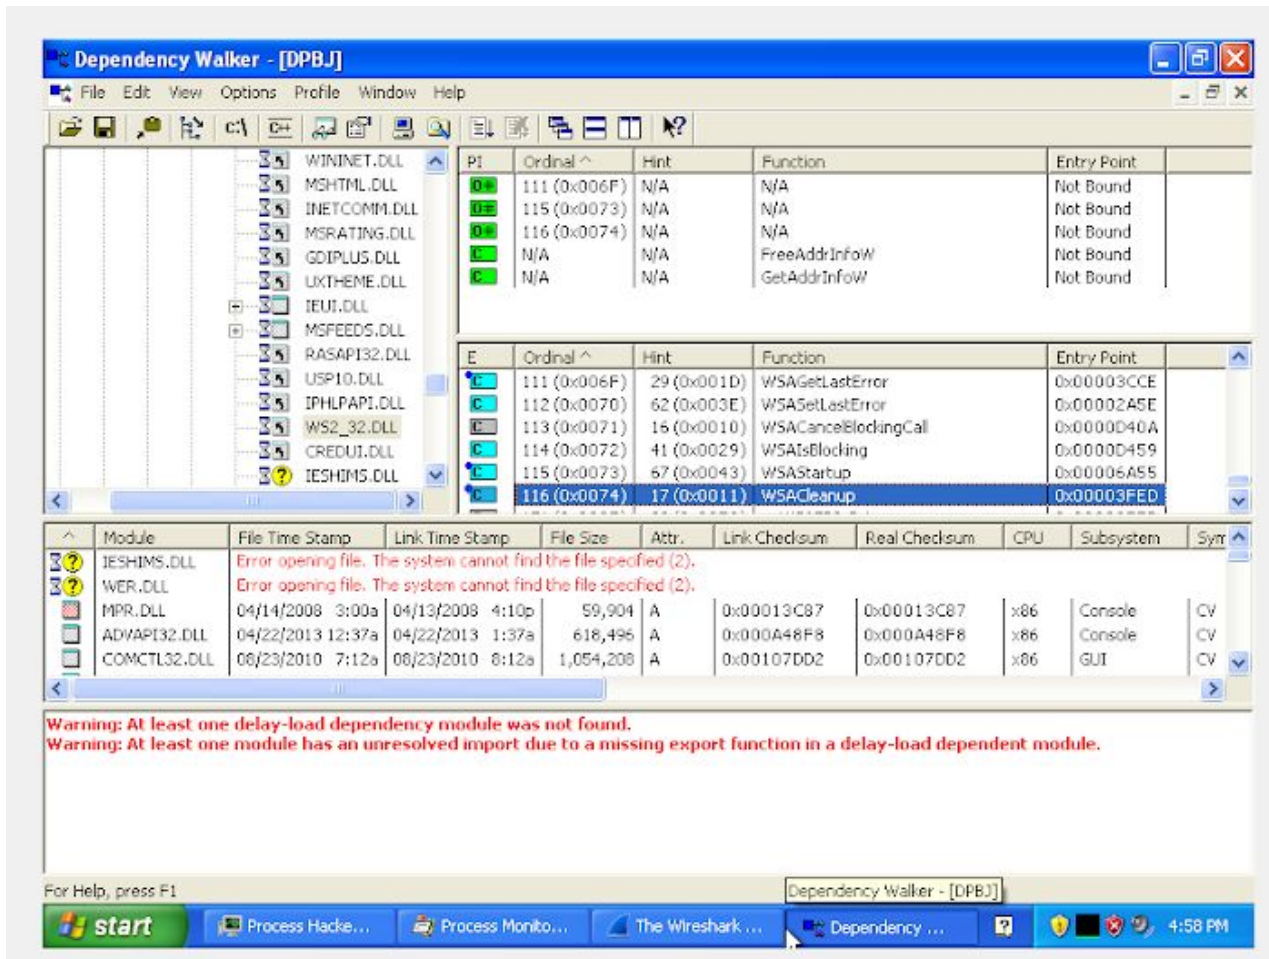 Dependency Walker - [DPBJ]
File Edit View Options Profile Window Help
C:\ C++
WININET.DLL
MSHTML.DLL
INETCOMM.DLL
MSRATING.DLL
GDIPLUS.DLL
UXTHEME.DLL
IEUI.DLL
MSFEEDS.DLL
RASAPI32.DLL
USP10.DLL
IPHLPAPI.DLL
WS2_32.DLL
CREDUI.DLL
IESHIMS.DLL
PI Ordinal ^ Hint Function Entry Point
O# 111 (0x006F) N/A N/A Not Bound
O# 115 (0x0073) N/A N/A Not Bound
O# 116 (0x0074) N/A N/A Not Bound
C N/A N/A FreeAddrInfoW Not Bound
C N/A N/A GetAddrInfoW Not Bound
E Ordinal ^ Hint Function Entry Point
C 111 (0x006F) 29 (0x001D) WSAGetLastError 0x00003CCE
C 112 (0x0070) 62 (0x003E) WSASetLastError 0x00002A5E
C 113 (0x0071) 16 (0x0010) WSACancelBlockingCall 0x0000D40A
C 114 (0x0072) 41 (0x0029) WSAIsBlocking 0x0000D459
C 115 (0x0073) 67 (0x0043) WSAStartup 0x00006A55
C 116 (0x0074) 17 (0x0011) WSACleanup 0x00003FED
^ Module File Time Stamp Link Time Stamp File Size Attr. Link Checksum Real Checksum CPU Subsystem Sym
IESHIMS.DLL Error opening file. The system cannot find the file specified (2).
WER.DLL Error opening file. The system cannot find the file specified (2).
MPR.DLL 04/14/2008 3:00a 04/13/2008 4:10p 59,904 A 0x00013C87 0x00013C87 x86 Console CV
ADVAPI32.DLL 04/22/2013 12:37a 04/22/2013 1:37a 618,496 A 0x000A48F8 0x000A48F8 x86 Console CV
COMCTL32.DLL 08/23/2010 7:12a 08/23/2010 8:12a 1,054,208 A 0x00107DD2 0x00107DD2 x86 GUI CV
Warning: At least one delay-load dependency module was not found.
Warning: At least one module has an unresolved import due to a missing export function in a delay-load dependent module.
For Help, press F1
Dependency Walker - [DPBJ]
start Process Hacke... Process Monito... The Wireshark ... Dependency ... 4:58 PM